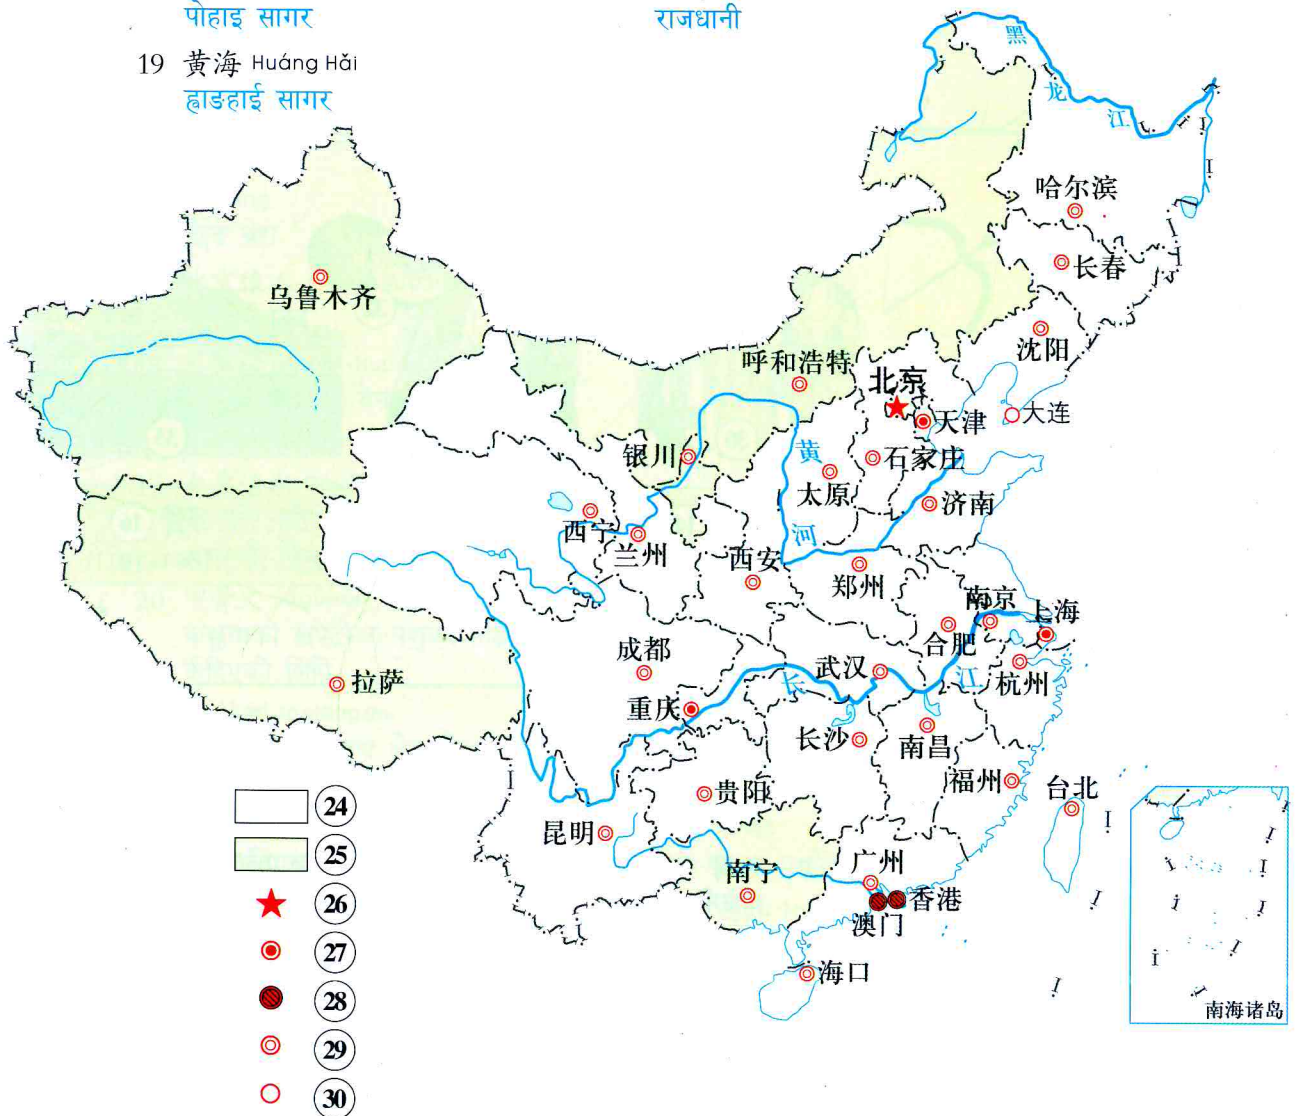 पोहाइ सागर
राजधानी
19 黄海 Huáng Hǎi
ह्वाङहाई सागर
黑
龙
江
哈尔滨
长春
乌鲁木齐
沈阳
呼和浩特
北京
大连
天津
银川
黄
石家庄
太原
济南
西宁
河
兰州
西安
郑州
南京
上海
合肥
成都
武汉
长
江
杭州
拉萨
重庆
长沙
南昌
福州
台北
贵阳
24
昆明
25
南宁
广州
26
香港
澳门
27
海口
28
南海诸岛
29
30